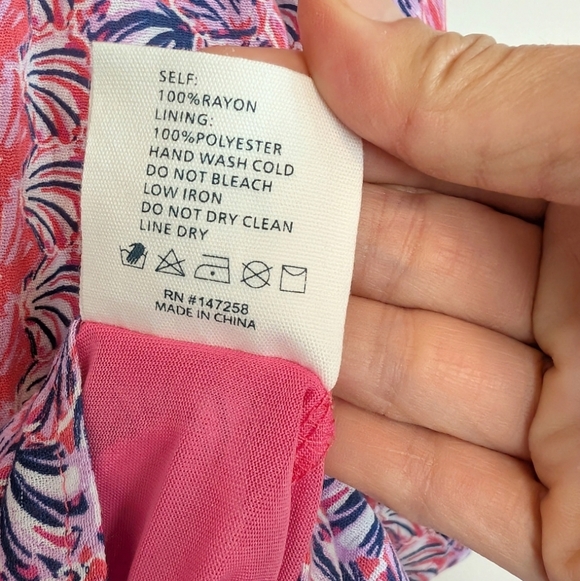 SELF:
100%RAYON
LINING:
100%POLYESTER
HAND WASH COLD
DO NOT BLEACH
LOW IRON
DO NOT DRY CLEAN
LINE DRY
RN #147258
MADE IN CHINA